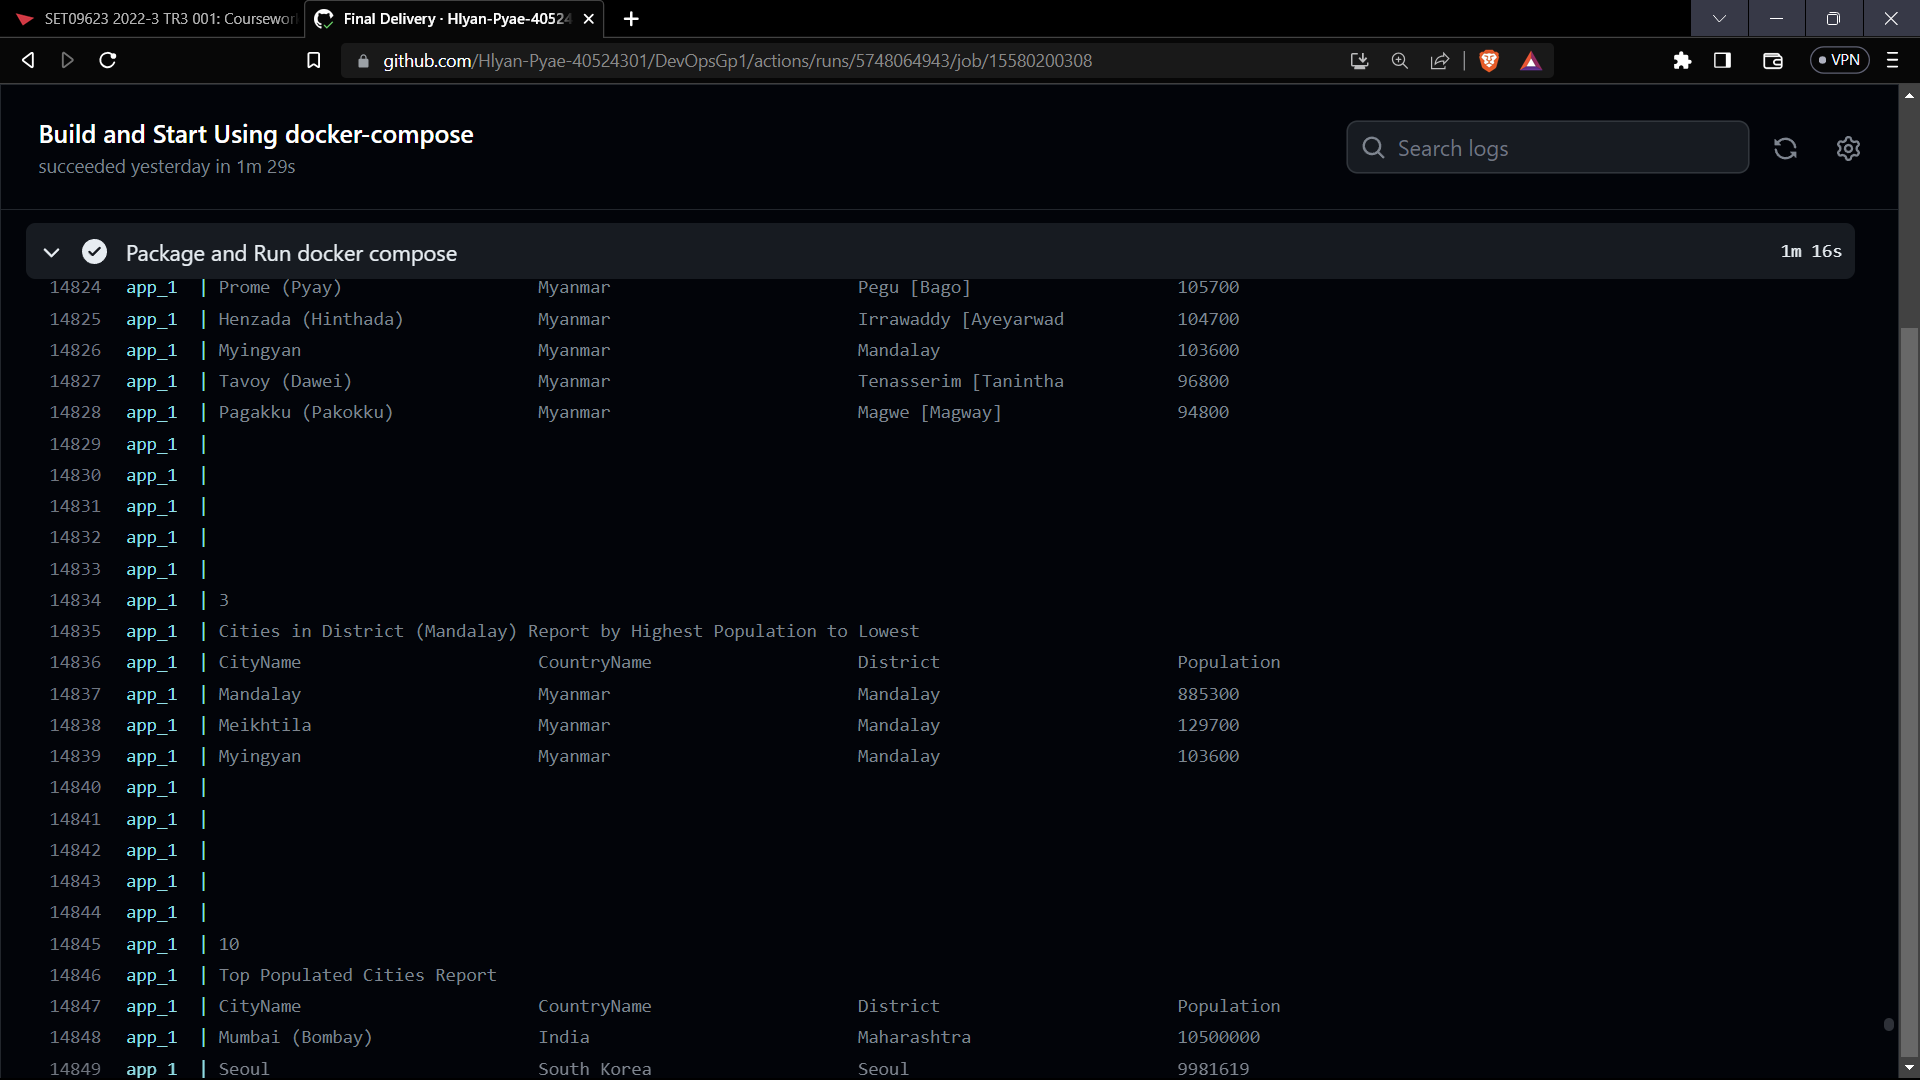 SET09623 2022-3 TR3 001: Coursewor
Final Delivery · Hlyan-Pyae-40524
github.com/Hlyan-Pyae-40524301/DevOpsGp1/actions/runs/5748064943/job/15580200308
VPN
Build and Start Using docker-compose
succeeded yesterday in 1m 29s
Search logs
Package and Run docker compose 1m 16s
14824 app_1 | Prome (Pyay) Myanmar Pegu [Bago] 105700
14825 app_1 | Henzada (Hinthada) Myanmar Irrawaddy [Ayeyarwad 104700
14826 app_1 | Myingyan Myanmar Mandalay 103600
14827 app_1 | Tavoy (Dawei) Myanmar Tenasserim [Tanintha 96800
14828 app_1 | Pagakku (Pakokku) Myanmar Magwe [Magway] 94800
14829 app_1 |
14830 app_1 |
14831 app_1 |
14832 app_1 |
14833 app_1 |
14834 app_1 | 3
14835 app_1 | Cities in District (Mandalay) Report by Highest Population to Lowest
14836 app_1 | CityName CountryName District Population
14837 app_1 | Mandalay Myanmar Mandalay 885300
14838 app_1 | Meikhtila Myanmar Mandalay 129700
14839 app_1 | Myingyan Myanmar Mandalay 103600
14840 app_1 |
14841 app_1 |
14842 app_1 |
14843 app_1 |
14844 app_1 |
14845 app_1 | 10
14846 app_1 | Top Populated Cities Report
14847 app_1 | CityName CountryName District Population
14848 app_1 | Mumbai (Bombay) India Maharashtra 10500000
14849 app_1 | Seoul South Korea Seoul 9981619